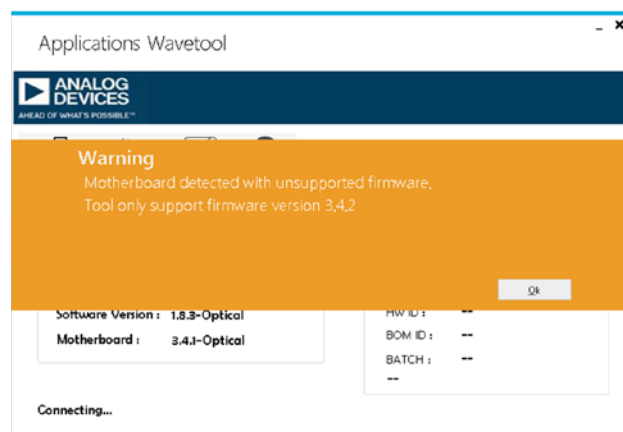 Applications Wavetool
ANALOG
DEVICES
AHEAD OF WHAT'S POSSIBLE™
Warning
Motherboard detected with unsupported firmware.
Tool only support firmware version 3.4.2
Ok
Software Version : 1.8.3-Optical
Motherboard : 3.4.1-Optical
HW ID : --
BOM ID : --
BATCH : --
--
Connecting...